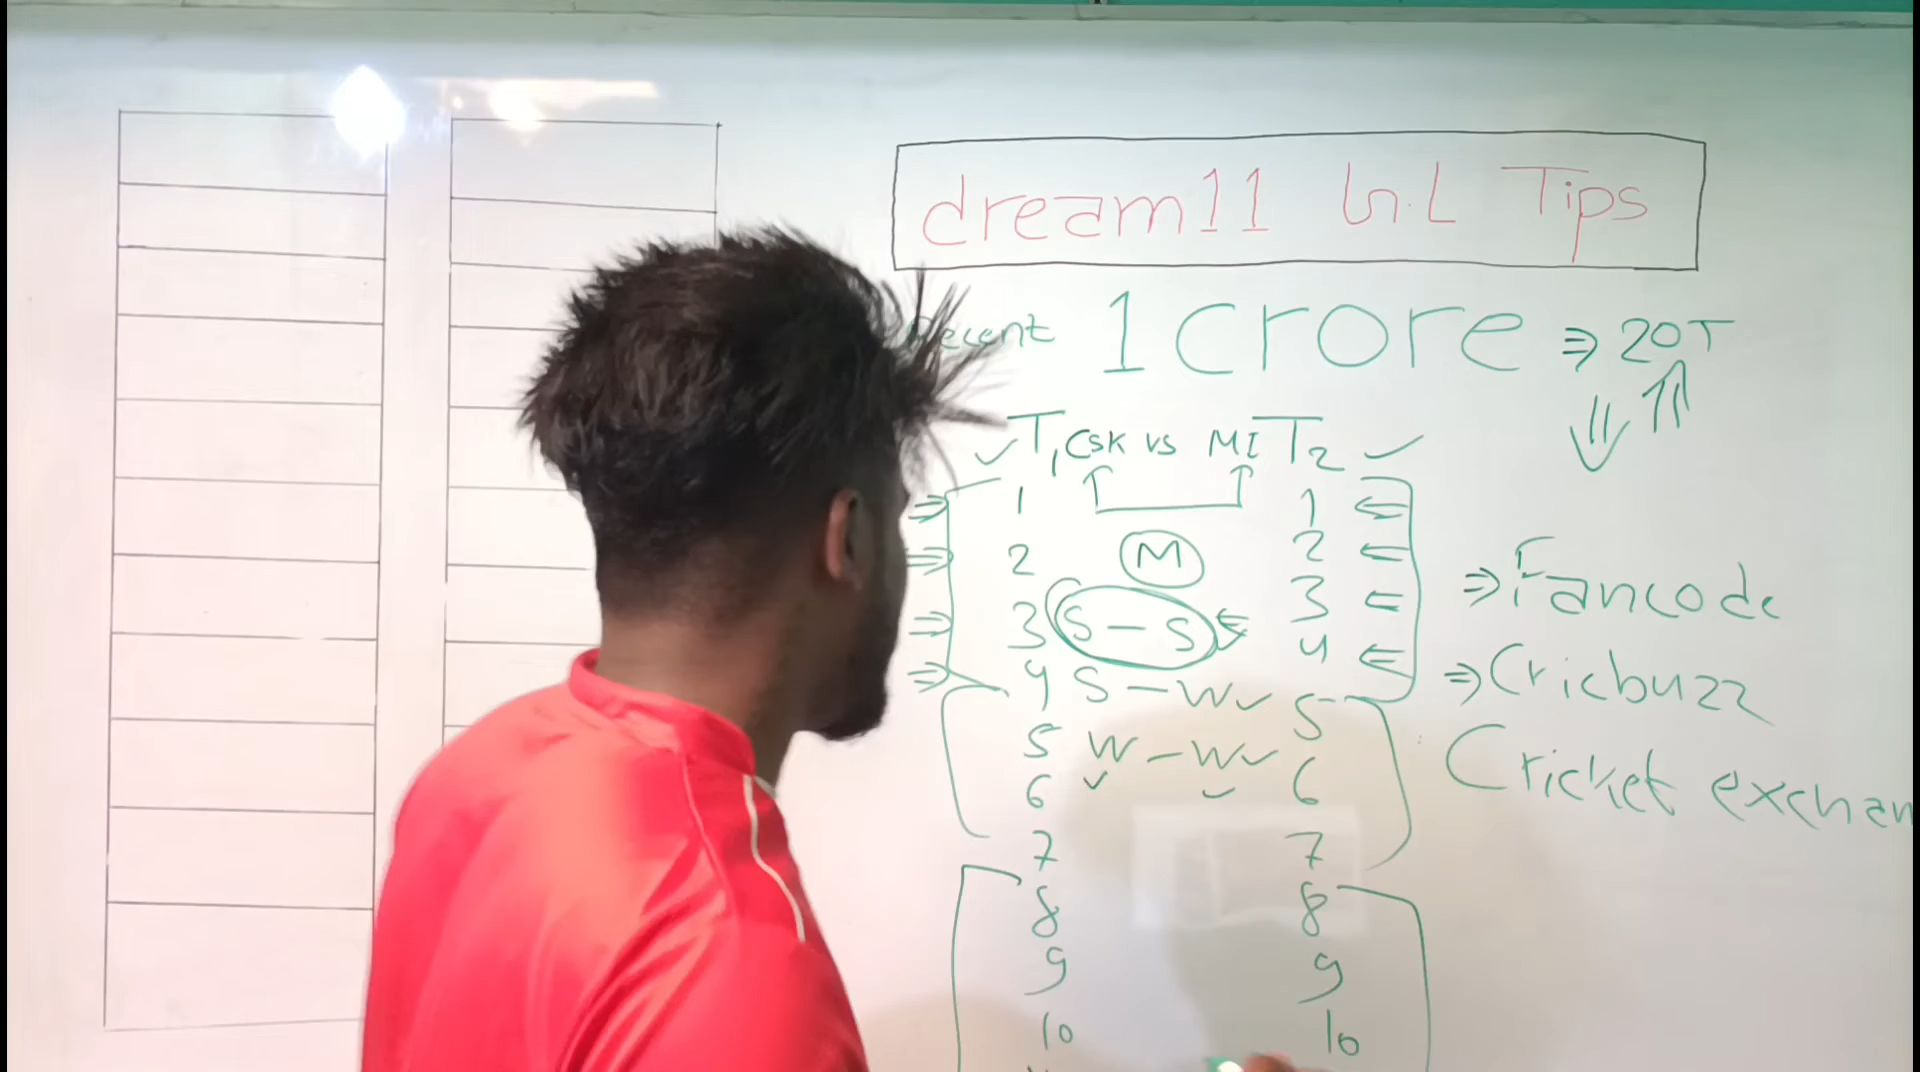 dream11 G.L Tips
Recent 1 crore ⇒ 20T
✓ T1 CSK vs MI T2 ✓
1 1
2 M 2
3 S – S 3
4 S – W ✓ 4
5 W – W ✓ 5
6 6
7 7
8 8
9 9
10 10
⇒ Fancode
⇒ Cricbuzz
Cricket exchan